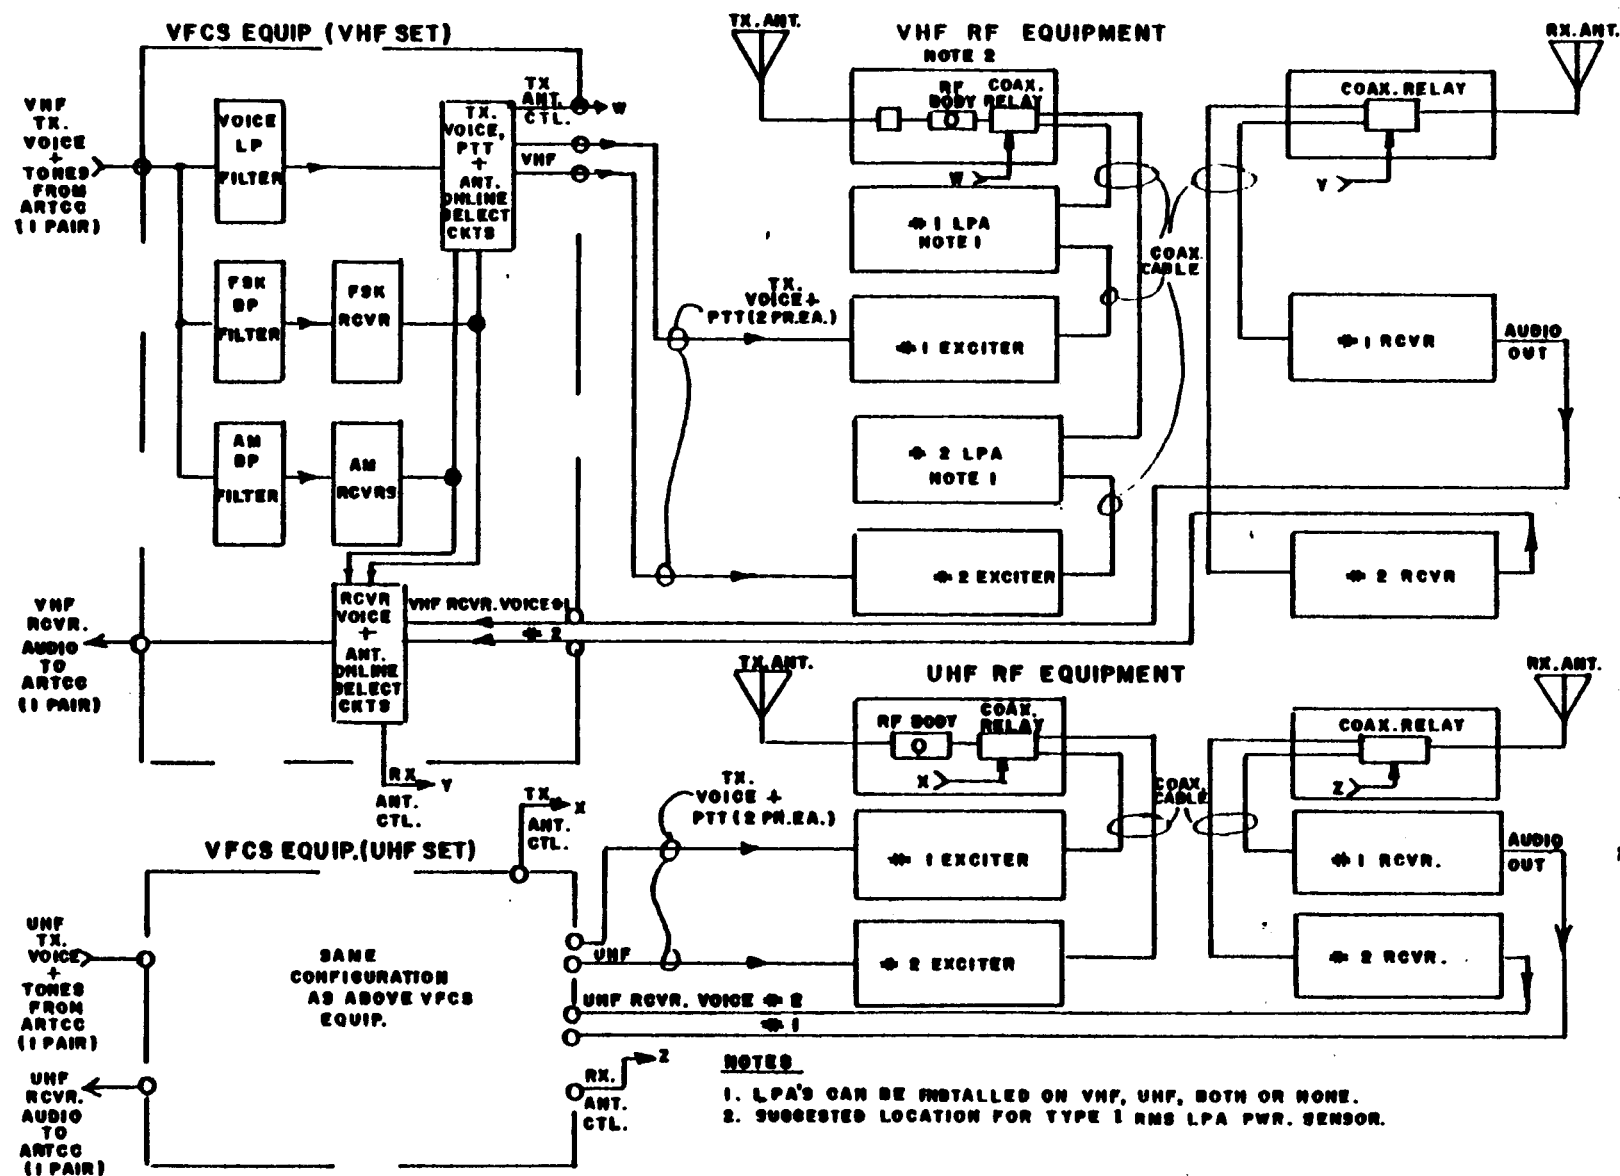 VFCS EQUIP (VHF SET)
VHF
TX.
VOICE
+
TONES
FROM
ARTCC
(1 PAIR)
VOICE
LP
FILTER
TX.
VOICE,
PTT
+
ANT.
ONLINE
SELECT
CKTS
TX
ANT.
CTL.
W
VHF
FSK
BP
FILTER
FSK
RCVR
AM
BP
FILTER
AM
RCVRS
VHF
RCVR.
AUDIO
TO
ARTCC
(1 PAIR)
RCVR
VOICE
+
ANT.
ONLINE
SELECT
CKTS
VHF RCVR. VOICE #1
# 2
RX
ANT.
CTL.
Y
TX. ANT.
VHF RF EQUIPMENT
NOTE 2
RF
BODY
COAX.
RELAY
W
# 1 LPA
NOTE 1
TX.
VOICE +
PTT (2 PR.EA.)
# 1 EXCITER
# 2 LPA
NOTE 1
# 2 EXCITER
COAX.
CABLE
RX. ANT.
COAX. RELAY
Y
# 1 RCVR
AUDIO
OUT
# 2 RCVR
VFCS EQUIP. (UHF SET)
TX
ANT.
CTL.
X
UHF
TX.
VOICE
+
TONES
FROM
ARTCC
(1 PAIR)
UHF
RCVR.
AUDIO
TO
ARTCC
(1 PAIR)
SAME
CONFIGURATION
AS ABOVE VFCS
EQUIP.
UHF
UHF RCVR. VOICE # 2
# 1
RX.
ANT.
CTL.
Z
TX. ANT.
UHF RF EQUIPMENT
RF BODY
COAX.
RELAY
X
TX.
VOICE +
PTT (2 PR.EA.)
# 1 EXCITER
# 2 EXCITER
COAX.
CABLE
RX. ANT.
COAX. RELAY
Z
# 1 RCVR.
AUDIO
OUT
# 2 RCVR.
NOTES
1. LPA'S CAN BE INSTALLED ON VHF, UHF, BOTH OR NONE.
2. SUGGESTED LOCATION FOR TYPE 1 RMS LPA PWR. SENSOR.